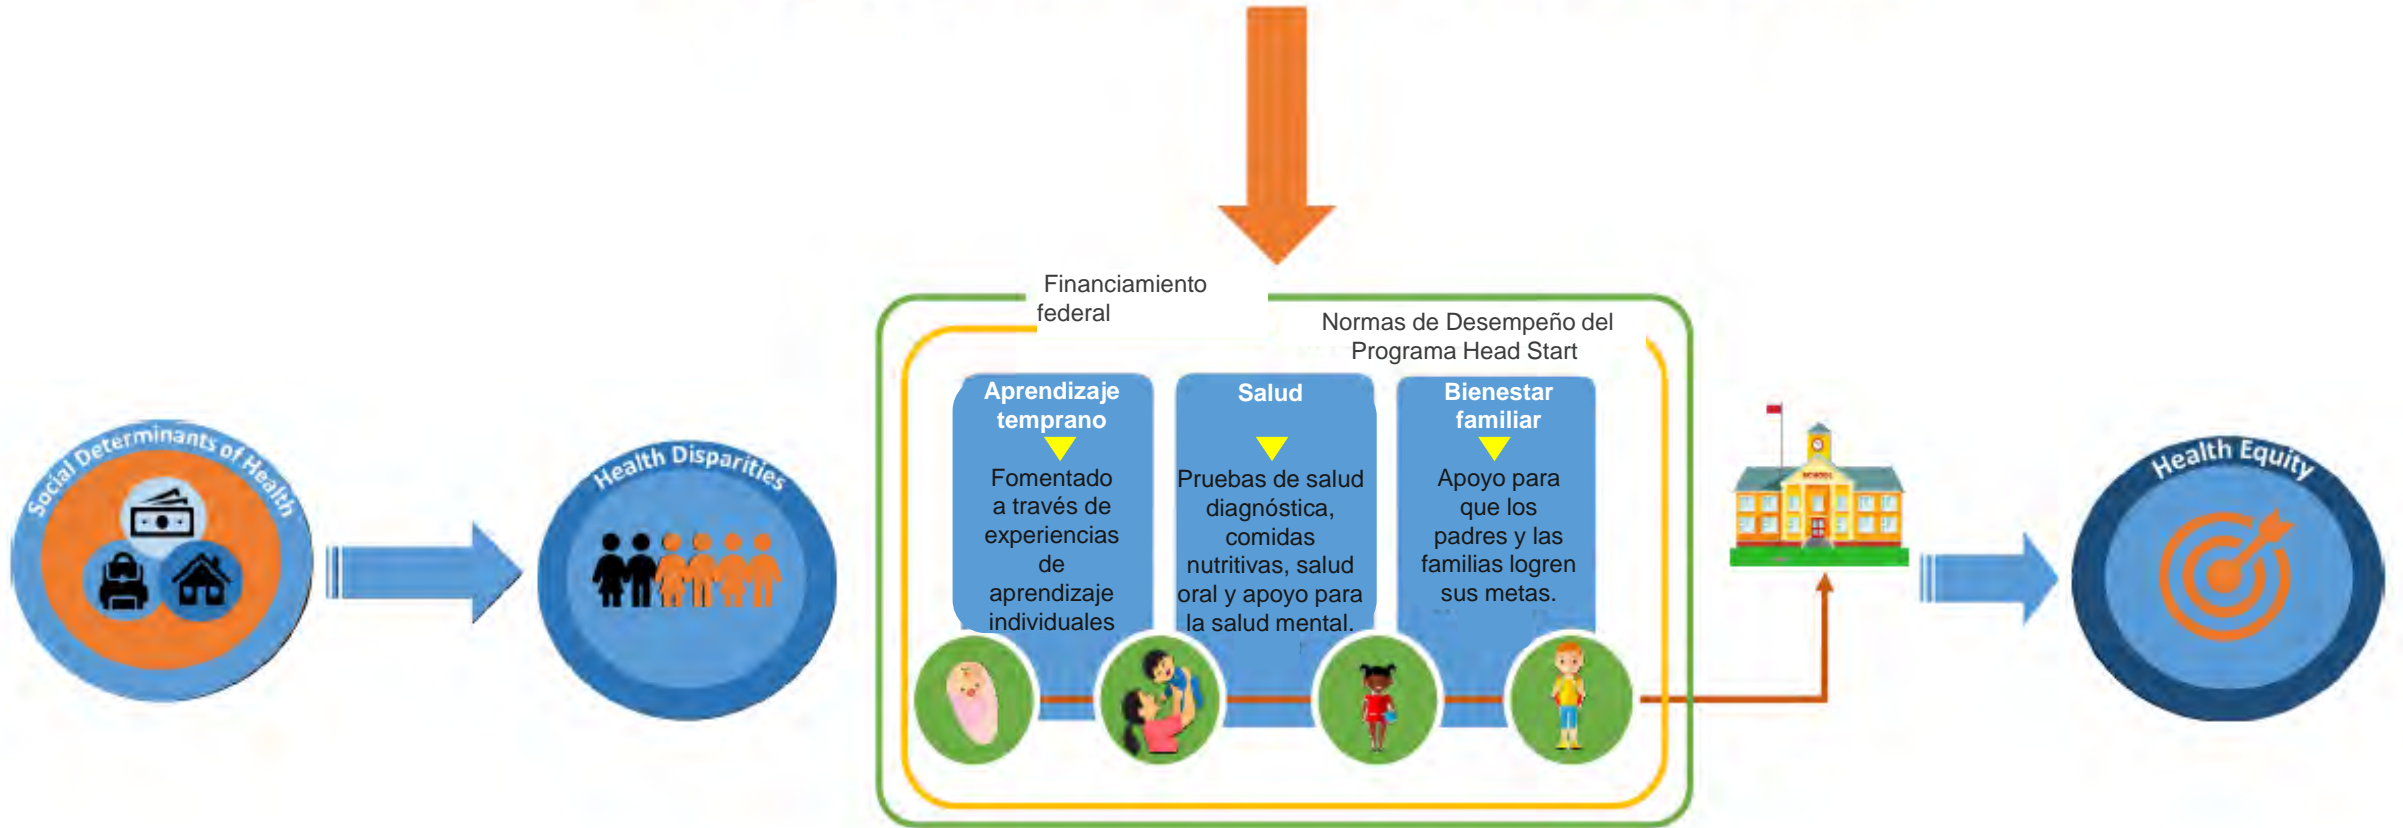 Social Determinants of Health
Health Disparities
Financiamiento
federal
Normas de Desempeño del
Programa Head Start
Aprendizaje
temprano
Fomentado
a través de
experiencias
de
aprendizaje
individuales
Salud
Pruebas de salud
diagnóstica,
comidas
nutritivas, salud
oral y apoyo para
la salud mental.
Bienestar
familiar
Apoyo para
que los
padres y las
familias logren
sus metas.
SCHOOL
Health Equity